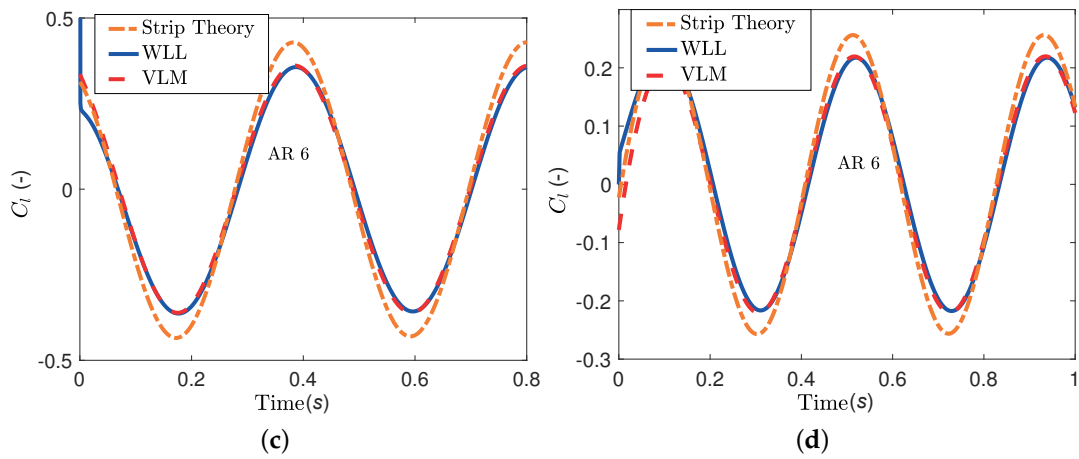 0.5
Strip Theory
WLL
VLM
AR 6
0
-0.5
C_l (-)
0 0.2 0.4 0.6 0.8
Time(s)
(c)
Strip Theory
WLL
VLM
0.2
0.1
AR 6
0
-0.1
-0.2
-0.3
C_l (-)
0 0.2 0.4 0.6 0.8 1
Time(s)
(d)